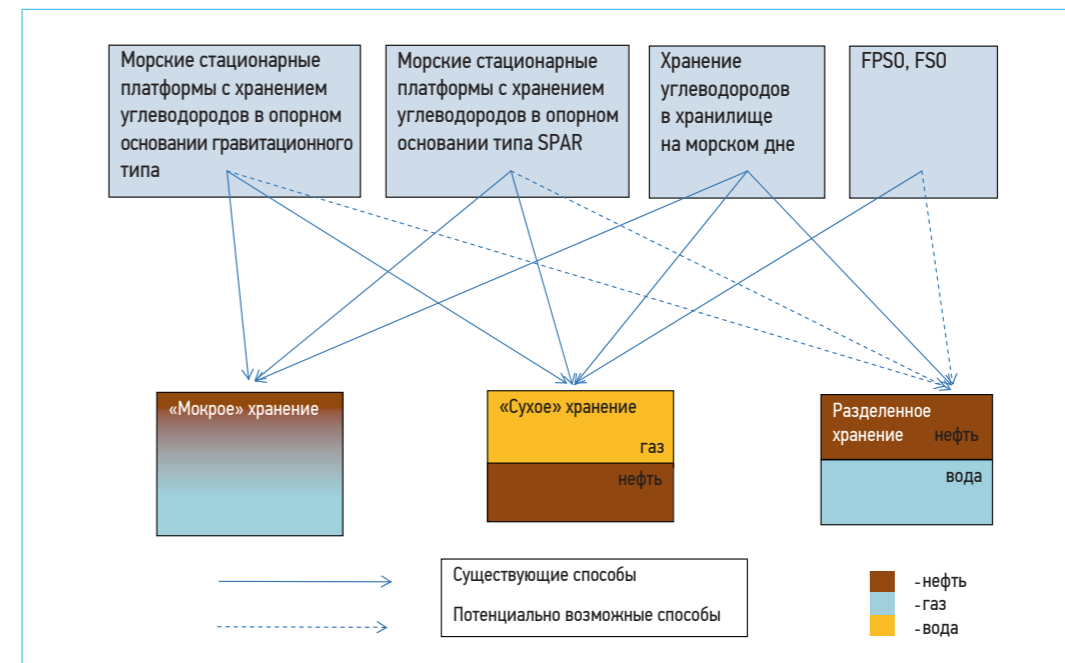 Морские стационарные
платформы с хранением
углеводородов в опорном
основании гравитационного
типа
Морские стационарные
платформы с хранением
углеводородов в опорном
основании типа SPAR
Хранение
углеводородов
в хранилище
на морском дне
FPSO, FSO
«Мокрое» хранение
«Сухое» хранение
газ
нефть
Разделенное
хранение нефть
вода
Существующие способы
Потенциально возможные способы
- нефть
- газ
- вода